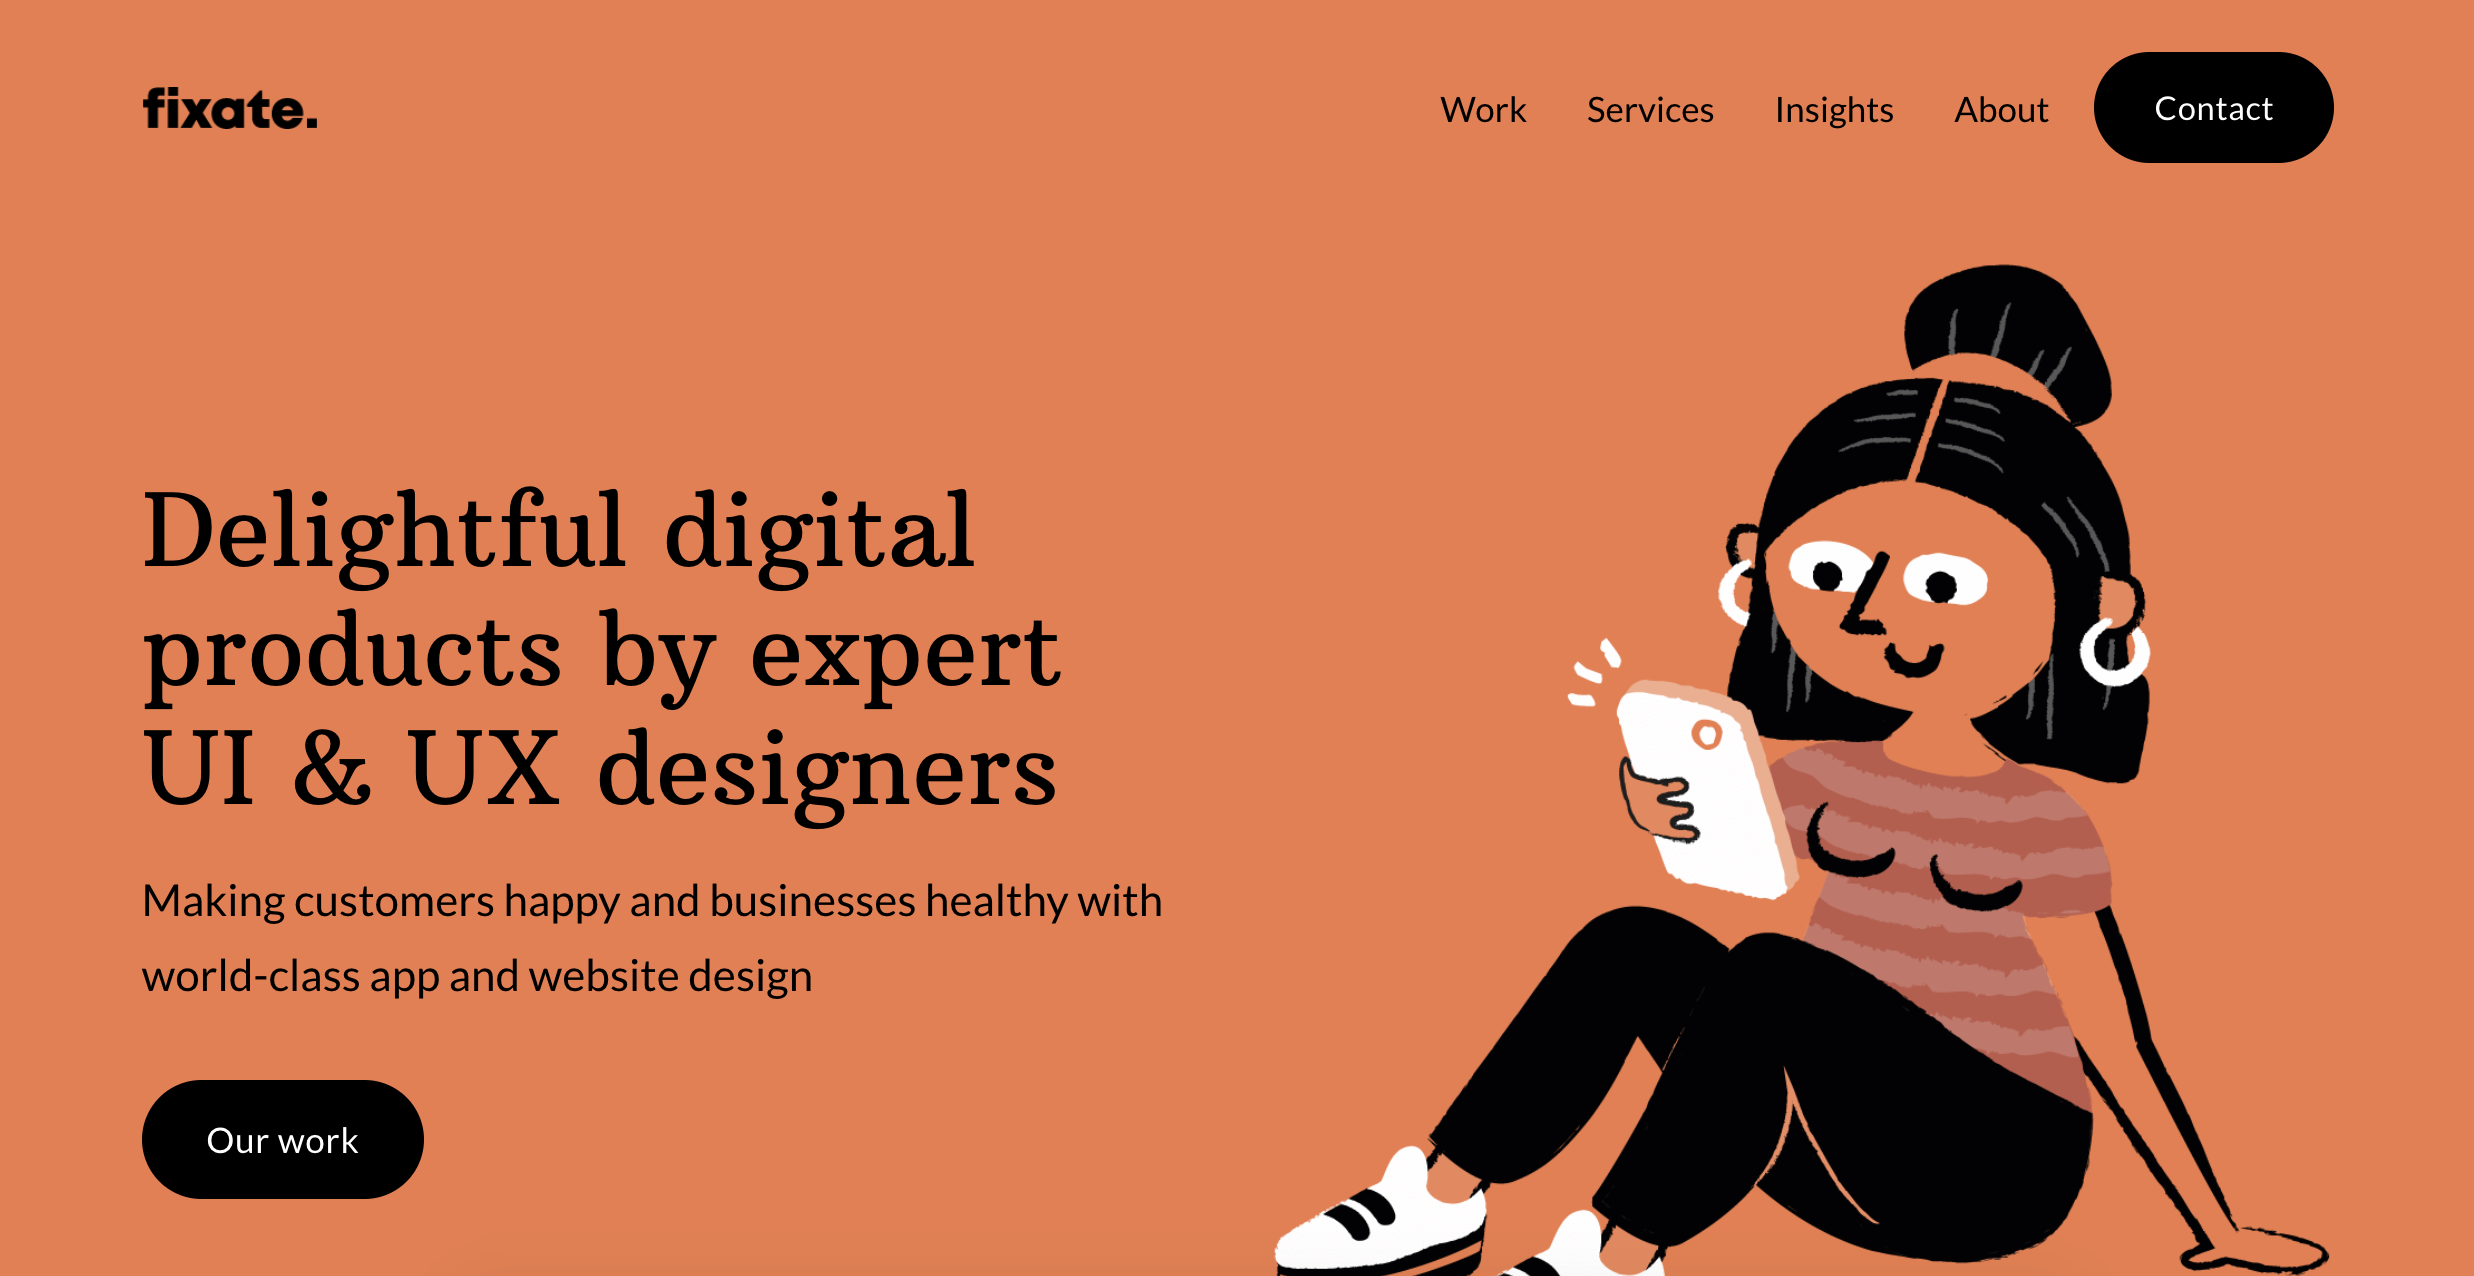 fixate.
Work
Services
Insights
About
Contact
Delightful digital
products by expert
UI & UX designers
Making customers happy and businesses healthy with
world-class app and website design
Our work